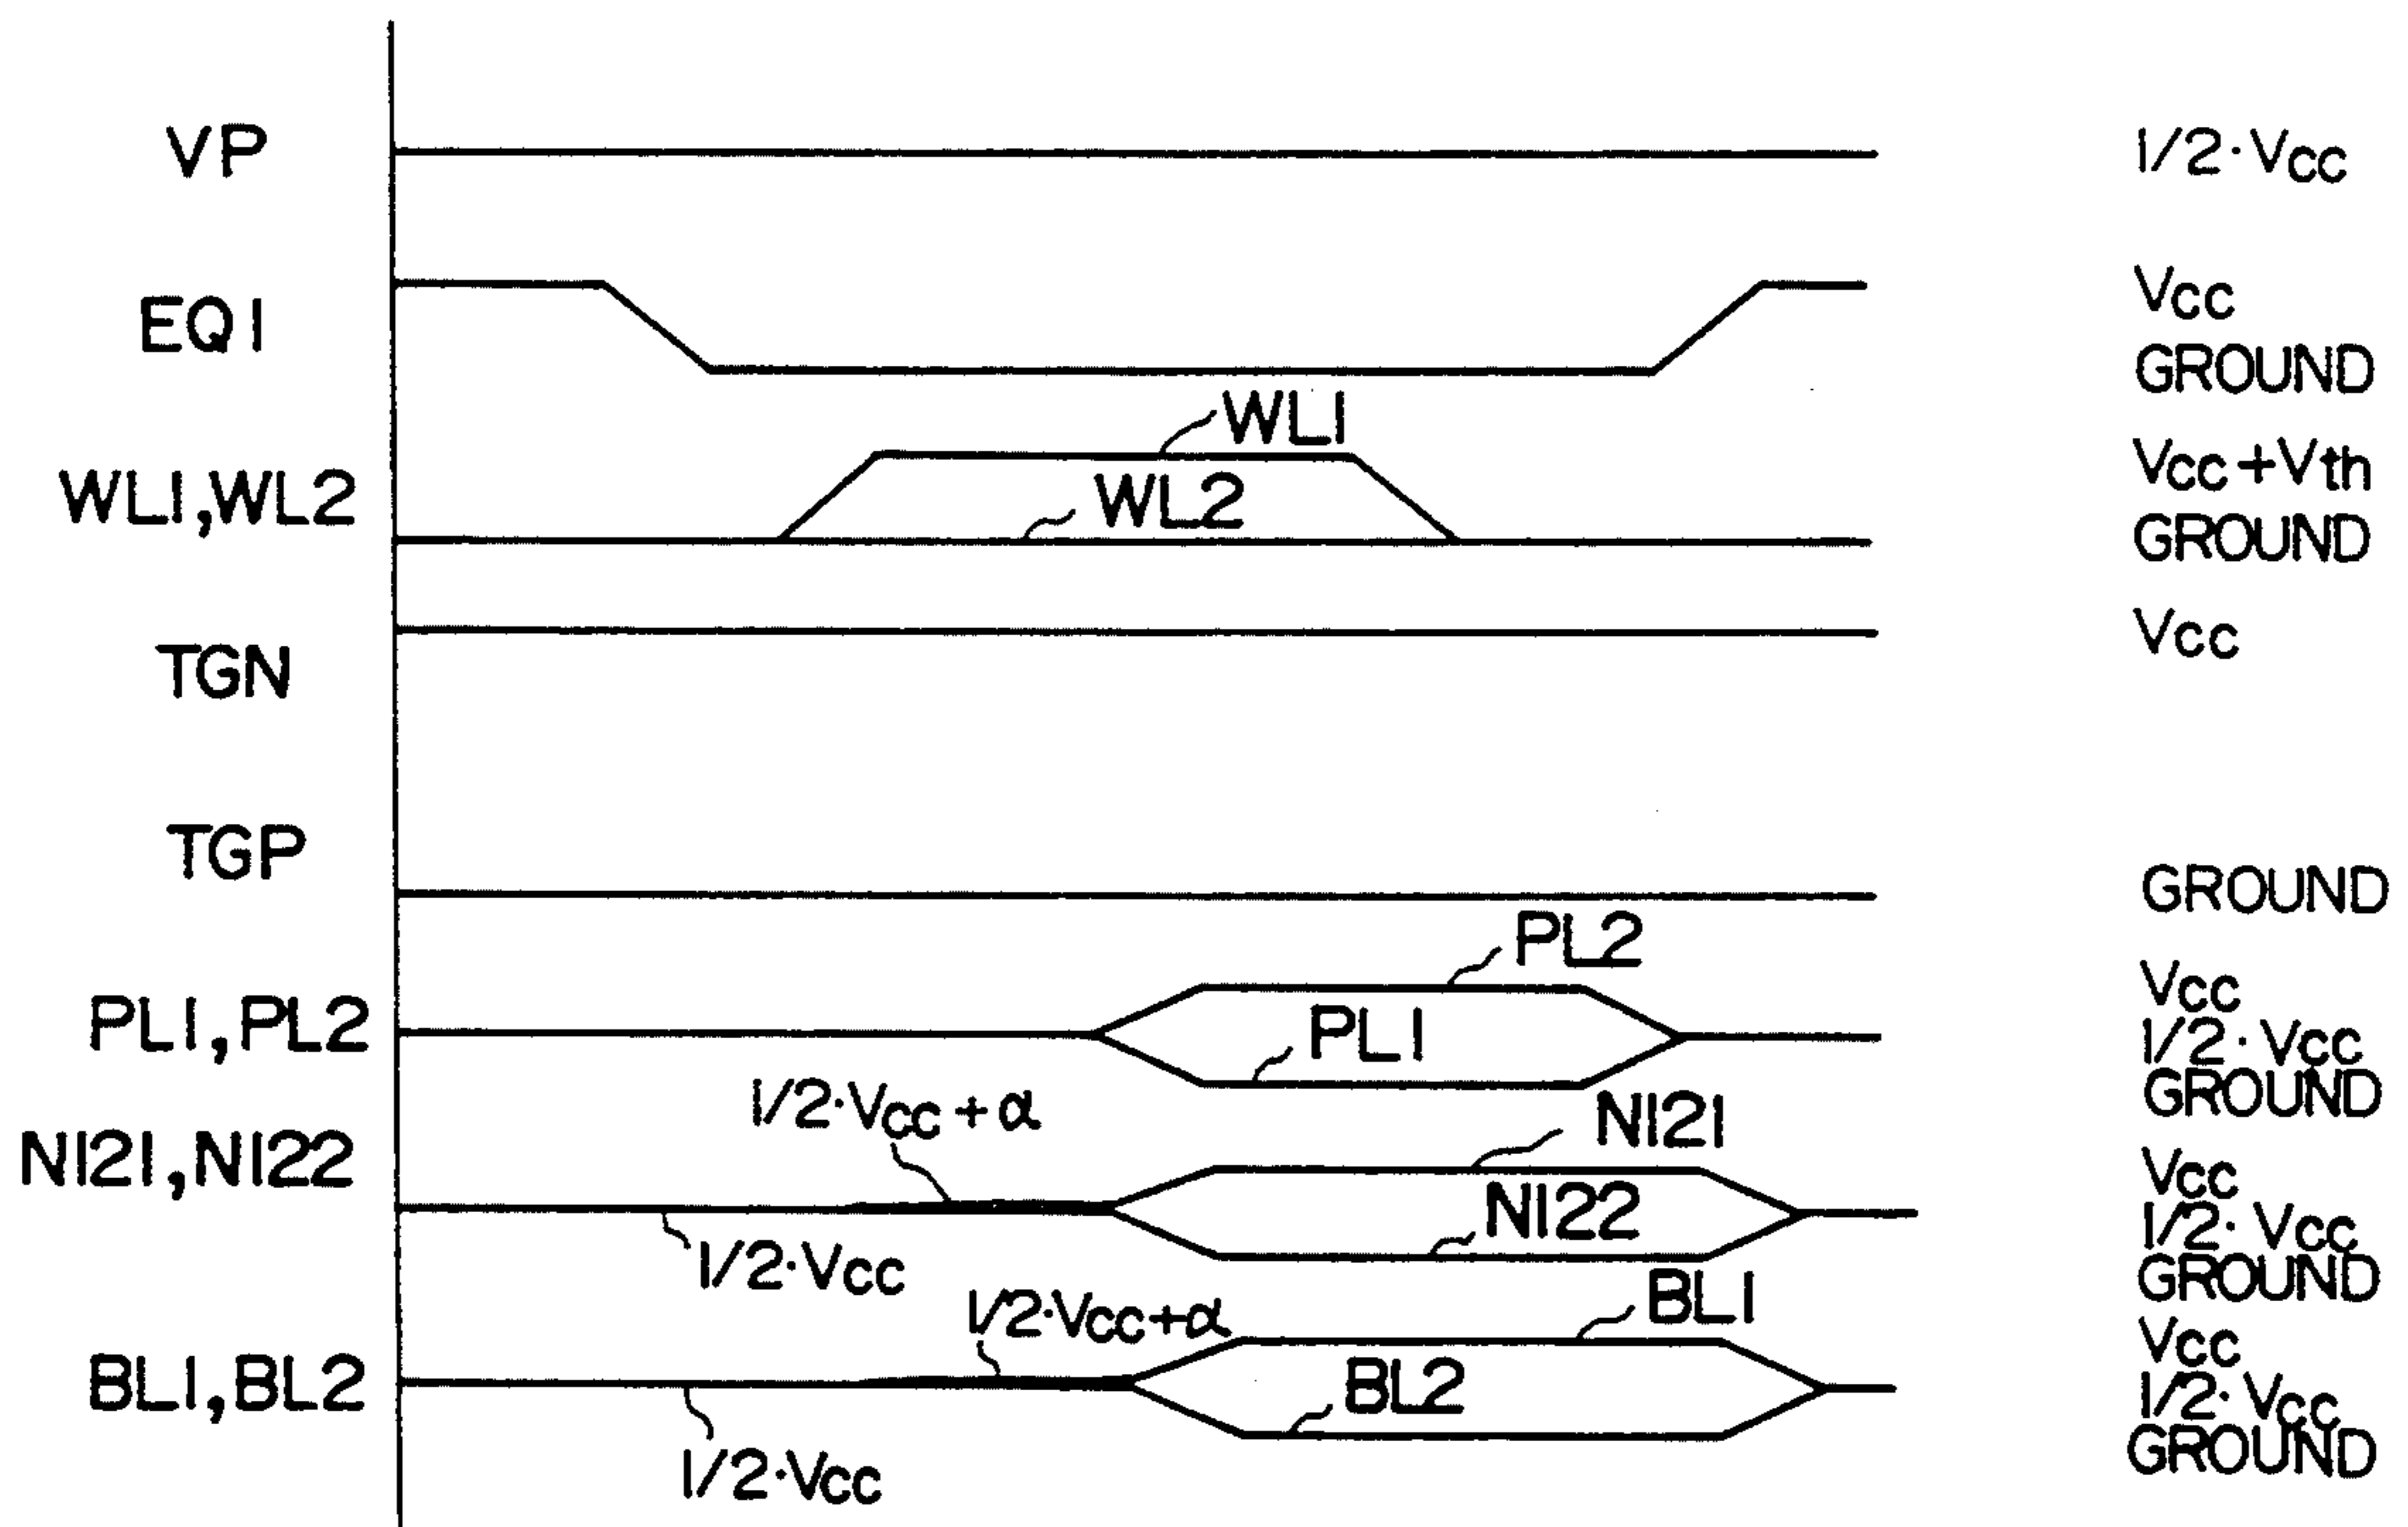 VP
1/2·Vcc
EQ1
Vcc
GROUND
WL1
WL1,WL2
WL2
Vcc+Vth
GROUND
TGN
Vcc
TGP
GROUND
PL2
PL1,PL2
PL1
Vcc
1/2·Vcc
GROUND
1/2·Vcc+α
N121
N121,N122
N122
1/2·Vcc
Vcc
1/2·Vcc
GROUND
1/2·Vcc+α
BL1
BL1,BL2
BL2
1/2·Vcc
Vcc
1/2·Vcc
GROUND